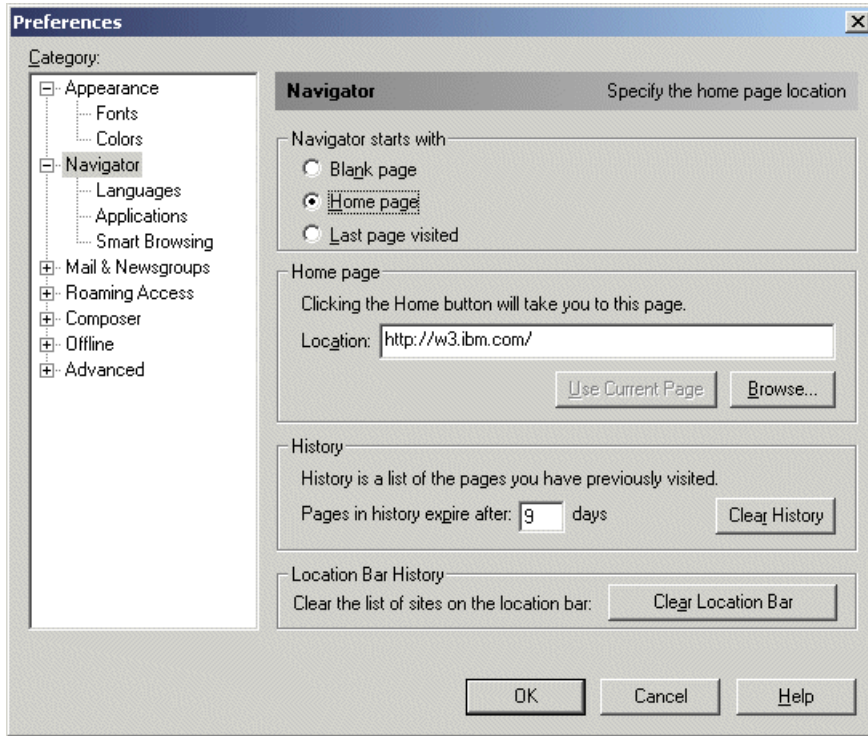 Preferences
Category:
Appearance
Fonts
Colors
Navigator
Languages
Applications
Smart Browsing
Mail & Newsgroups
Roaming Access
Composer
Offline
Advanced
Navigator Specify the home page location
Navigator starts with
Blank page
Home page
Last page visited
Home page
Clicking the Home button will take you to this page.
Location: http://w3.ibm.com/
Use Current Page Browse...
History
History is a list of the pages you have previously visited.
Pages in history expire after: 9 days Clear History
Location Bar History
Clear the list of sites on the location bar: Clear Location Bar
OK Cancel Help